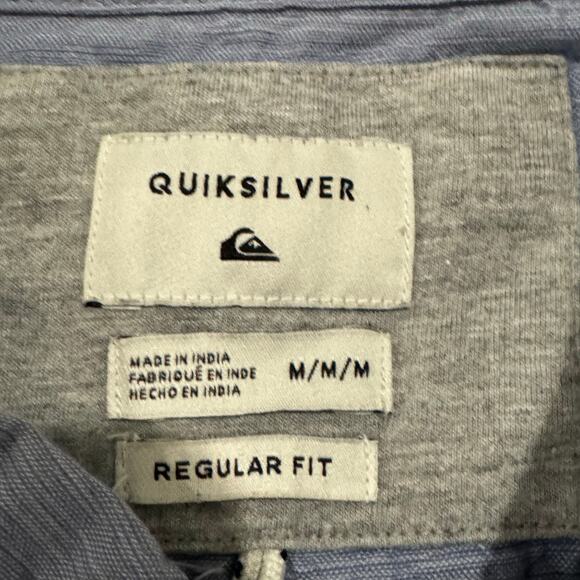 QUIKSILVER
MADE IN INDIA
FABRIQUÉ EN INDE
HECHO EN INDIA
M/M/M
REGULAR FIT